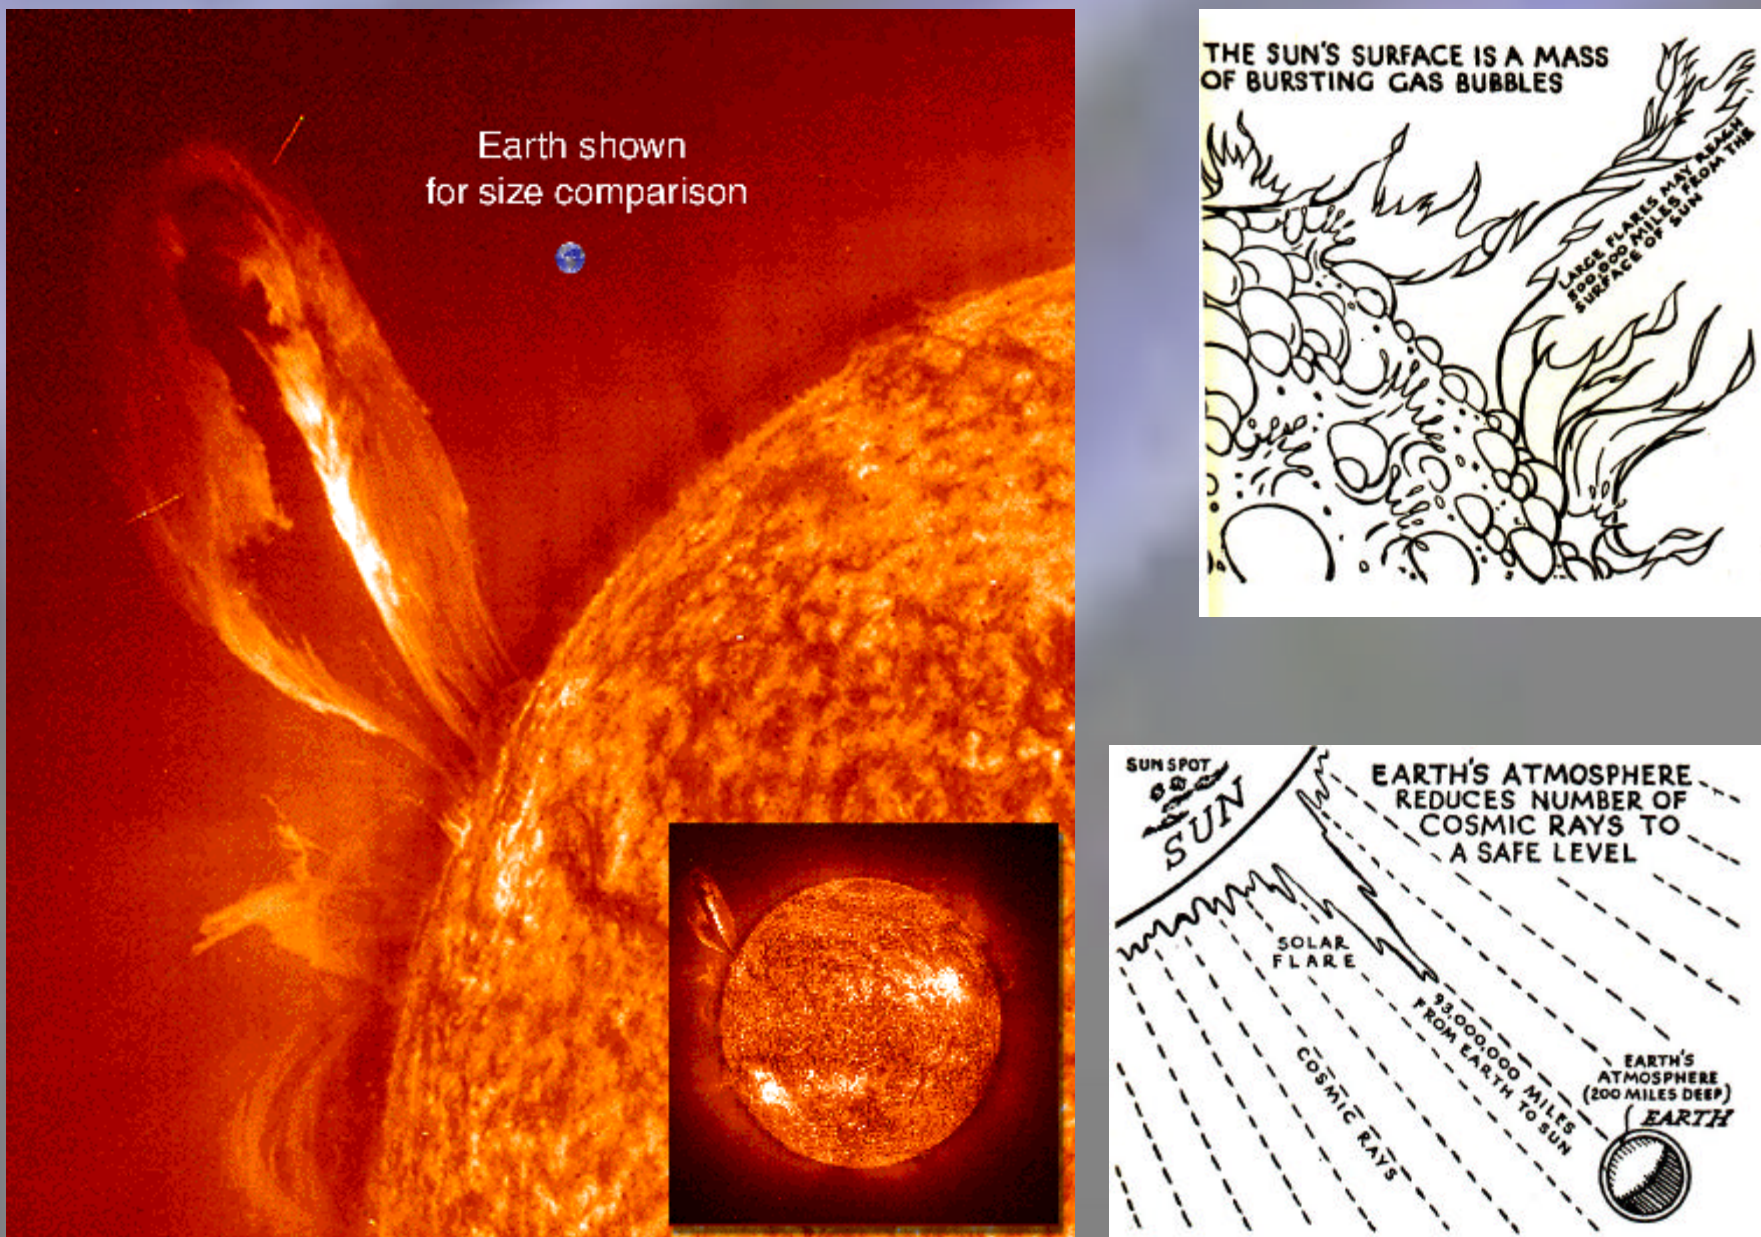 Earth shown
for size comparison
THE SUN'S SURFACE IS A MASS
OF BURSTING GAS BUBBLES
LARGE FLARES MAY REACH
500,000 MILES FROM THE
SURFACE OF SUN
SUN SPOT
SUN
EARTH'S ATMOSPHERE
REDUCES NUMBER OF
COSMIC RAYS TO
A SAFE LEVEL
SOLAR
FLARE
93,000,000 MILES
FROM EARTH TO SUN
COSMIC RAYS
EARTH'S
ATMOSPHERE
(200 MILES DEEP)
EARTH